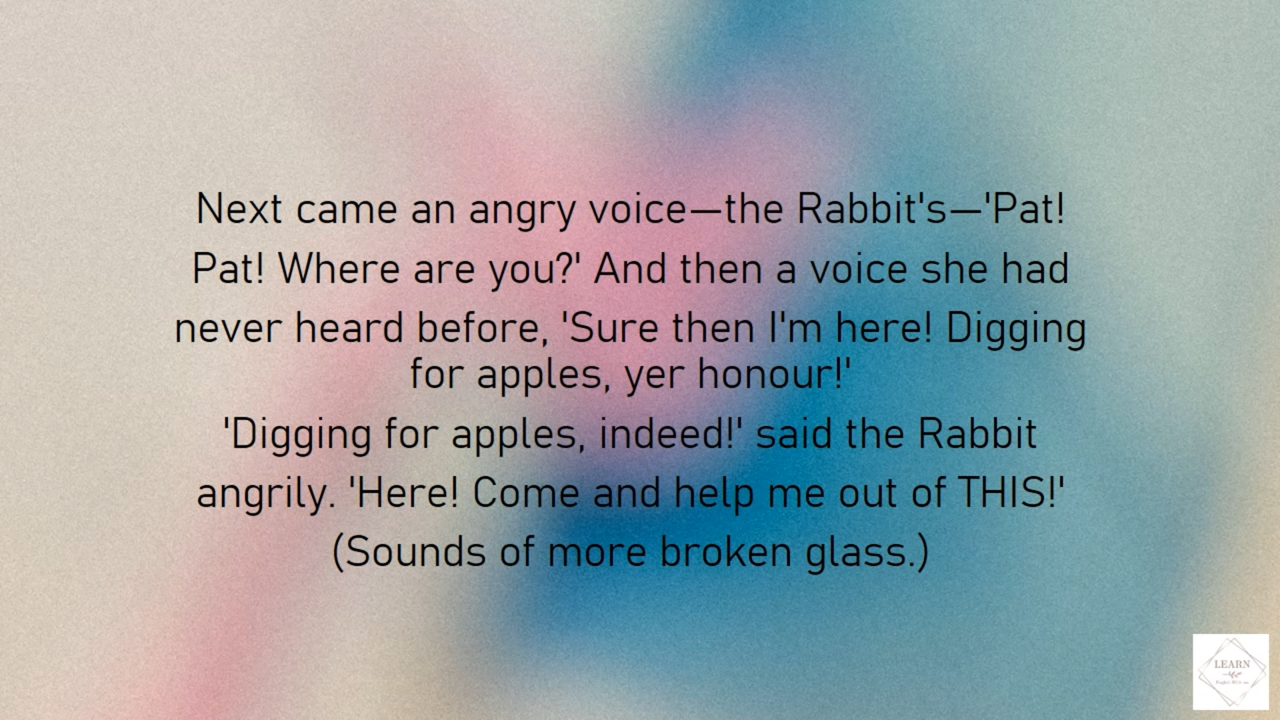 Next came an angry voice—the Rabbit's—'Pat!
Pat! Where are you?' And then a voice she had
never heard before, 'Sure then I'm here! Digging
for apples, yer honour!'
'Digging for apples, indeed!' said the Rabbit
angrily. 'Here! Come and help me out of THIS!'
(Sounds of more broken glass.)
LEARN